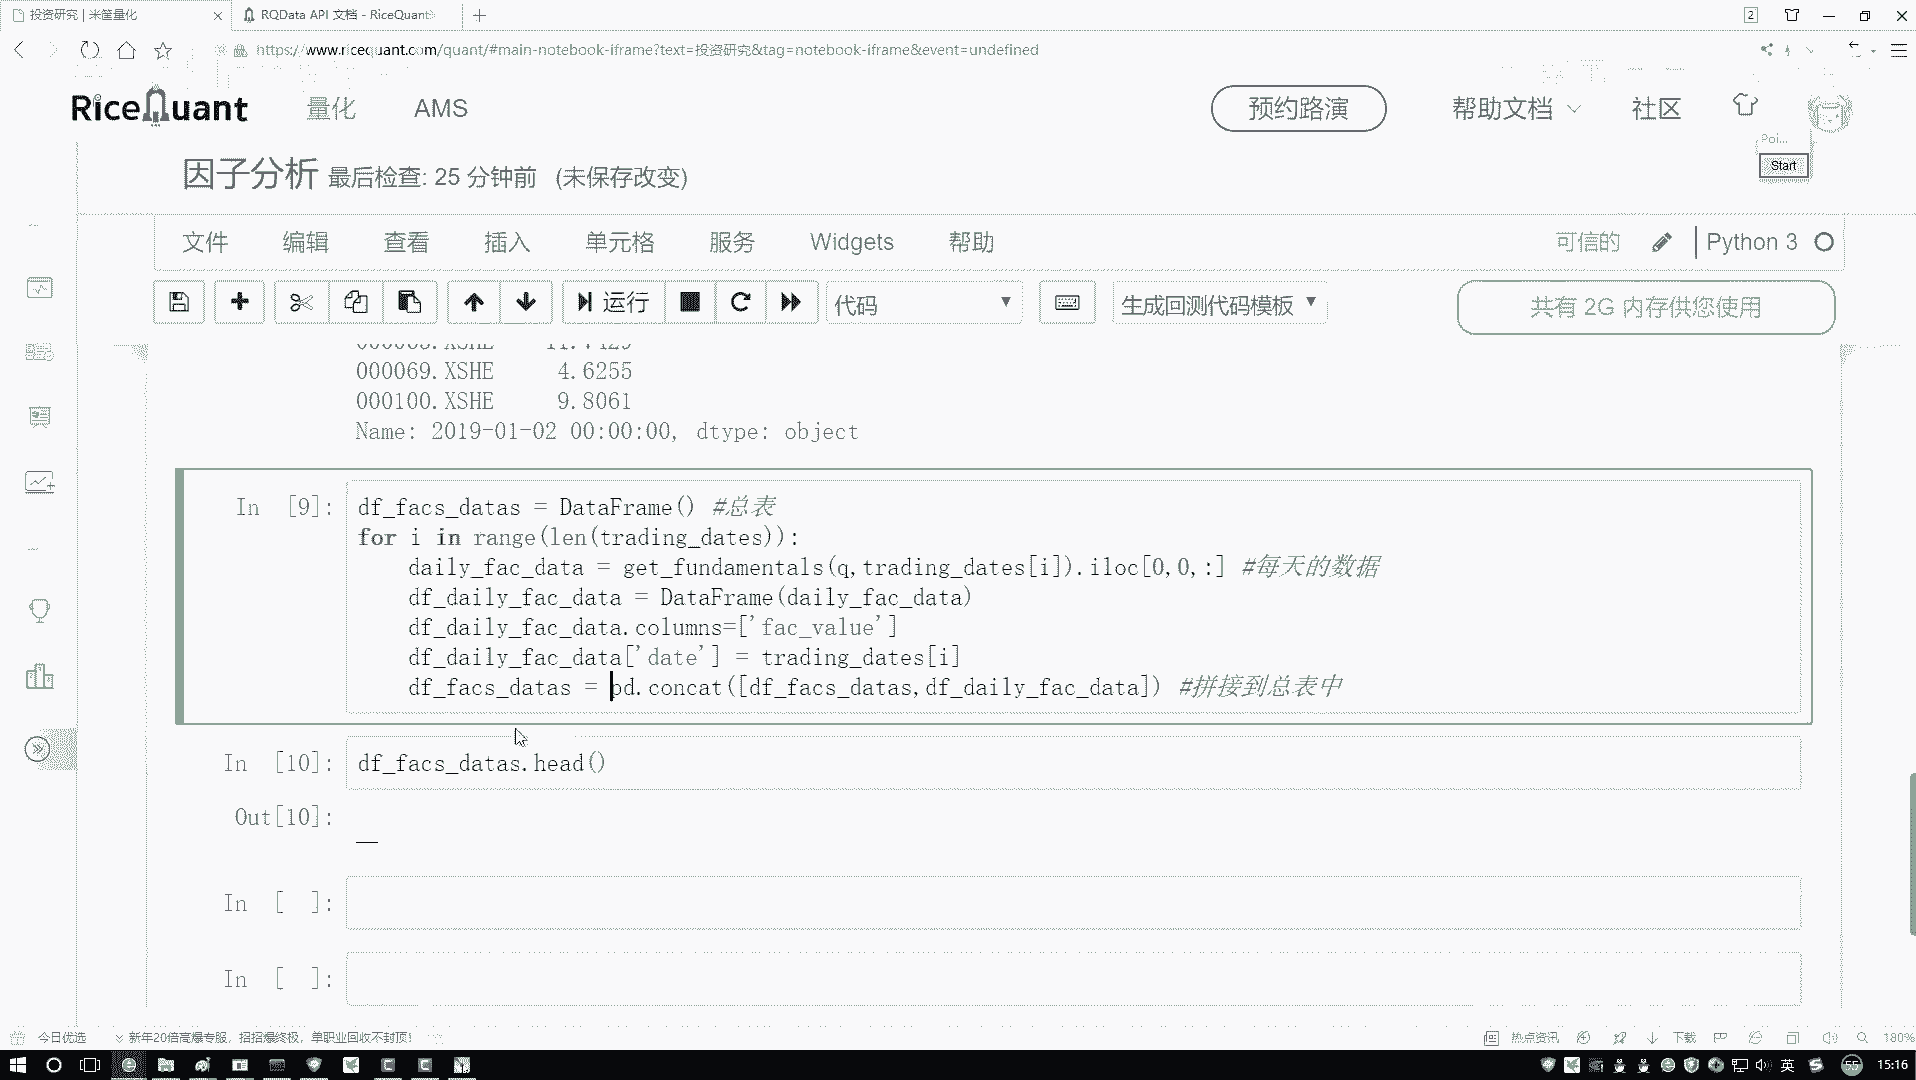 投资研究 | 米筐量化
RQData API 文档 - RiceQuant
2
https://www.ricequant.com/quant/#main-notebook-iframe?text=投资研究&tag=notebook-iframe&event=undefined
RiceQuant
量化
AMS
预约路演
帮助文档
社区
Poi...
Start
因子分析 最后检查: 25 分钟前 (未保存改变)
文件 编辑 查看 插入 单元格 服务 Widgets 帮助
可信的
Python 3
运行
代码
生成回测代码模板
共有 2G 内存供您使用
000069.XSHE 4.6255
000100.XSHE 9.8061
Name: 2019-01-02 00:00:00, dtype: object
In [9]:
df_facs_datas = DataFrame() #总表
for i in range(len(trading_dates)):
daily_fac_data = get_fundamentals(q,trading_dates[i]).iloc[0,0,:] #每天的数据
df_daily_fac_data = DataFrame(daily_fac_data)
df_daily_fac_data.columns=['fac_value']
df_daily_fac_data['date'] = trading_dates[i]
df_facs_datas = pd.concat([df_facs_datas,df_daily_fac_data]) #拼接到总表中
In [10]:
df_facs_datas.head()
Out[10]:
In [ ]:
In [ ]:
今日优选
新年20倍高爆专服，招招爆终极，单职业回收不封顶！
热点资讯
下载
180%
英
55
15:16